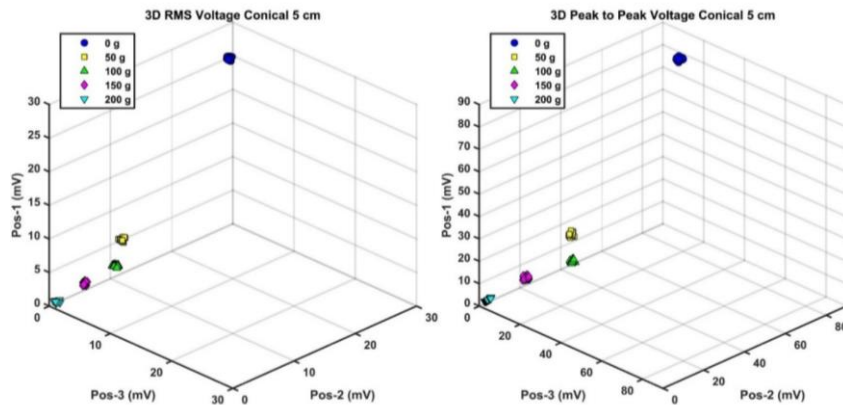 3D RMS Voltage Conical 5 cm
0 g
50 g
100 g
150 g
200 g
Pos-1 (mV)
30
25
20
15
10
5
0
0
10
20
30
Pos-3 (mV)
0
10
20
30
Pos-2 (mV)
3D Peak to Peak Voltage Conical 5 cm
0 g
50 g
100 g
150 g
200 g
Pos-1 (mV)
90
80
70
60
50
40
30
20
10
0
0
20
40
60
80
Pos-3 (mV)
0
20
40
60
80
Pos-2 (mV)